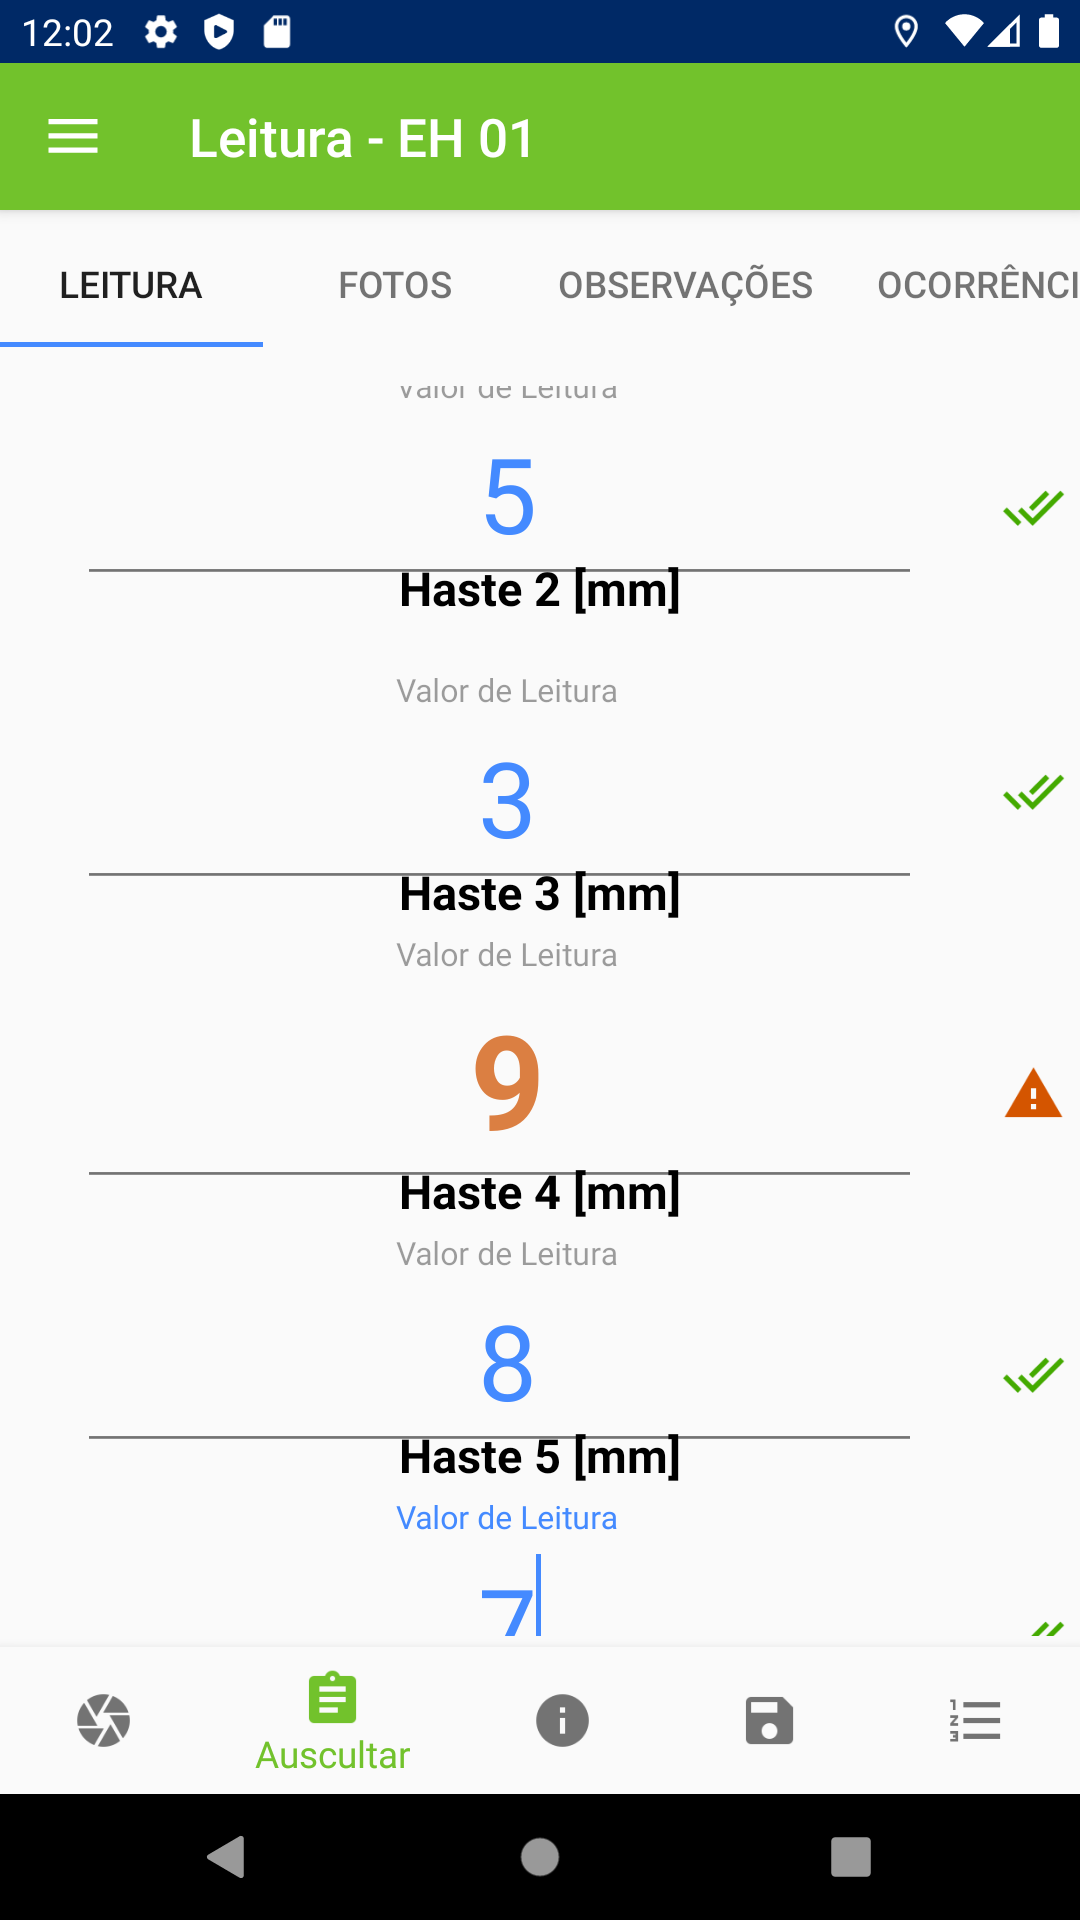 12:02
Leitura - EH 01
LEITURA FOTOS OBSERVAÇÕES OCORRÊNCI
Valor de Leitura
5
Haste 2 [mm]
Valor de Leitura
3
Haste 3 [mm]
Valor de Leitura
9
Haste 4 [mm]
Valor de Leitura
8
Haste 5 [mm]
Valor de Leitura
7
Auscultar